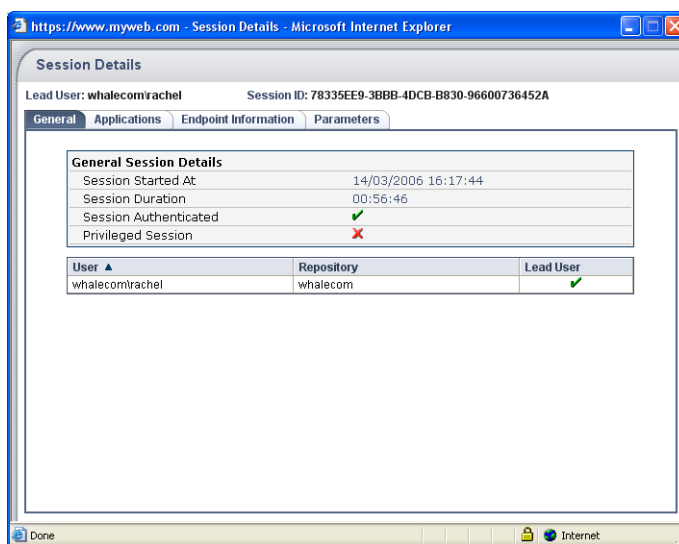 https://www.myweb.com - Session Details - Microsoft Internet Explorer
Session Details
Lead User: whalecom\rachel Session ID: 78335EE9-3BBB-4DCB-B830-96600736452A
General Applications Endpoint Information Parameters
General Session Details
Session Started At 14/03/2006 16:17:44
Session Duration 00:56:46
Session Authenticated
Privileged Session
User ▲ Repository Lead User
whalecom\rachel whalecom
Done Internet